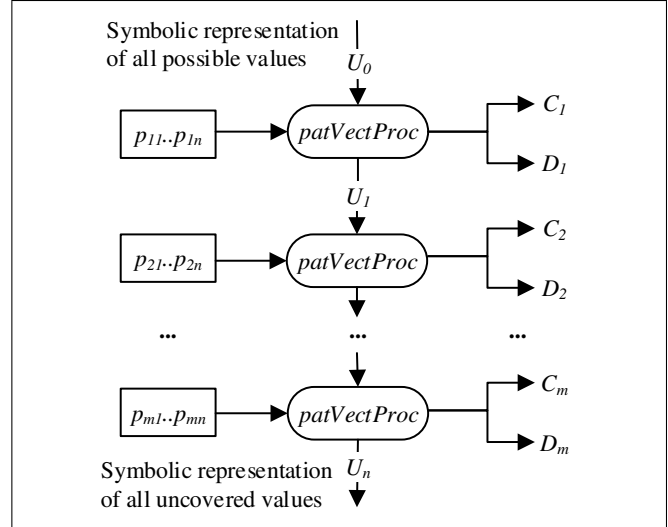 Symbolic representation
of all possible values
U0
p11..p1n
patVectProc
C1
D1
U1
p21..p2n
patVectProc
C2
D2
... ... ...
pm1..pmn
patVectProc
Cm
Dm
Symbolic representation
of all uncovered values
Un